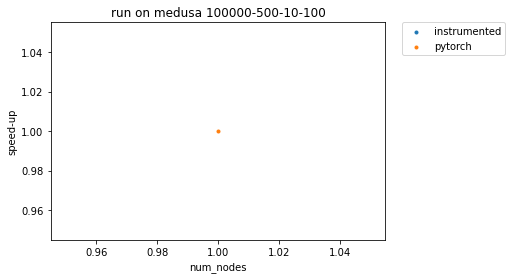 run on medusa 100000-500-10-100
instrumented
pytorch
1.04
1.02
1.00
0.98
0.96
speed-up
0.96
0.98
1.00
1.02
1.04
num_nodes